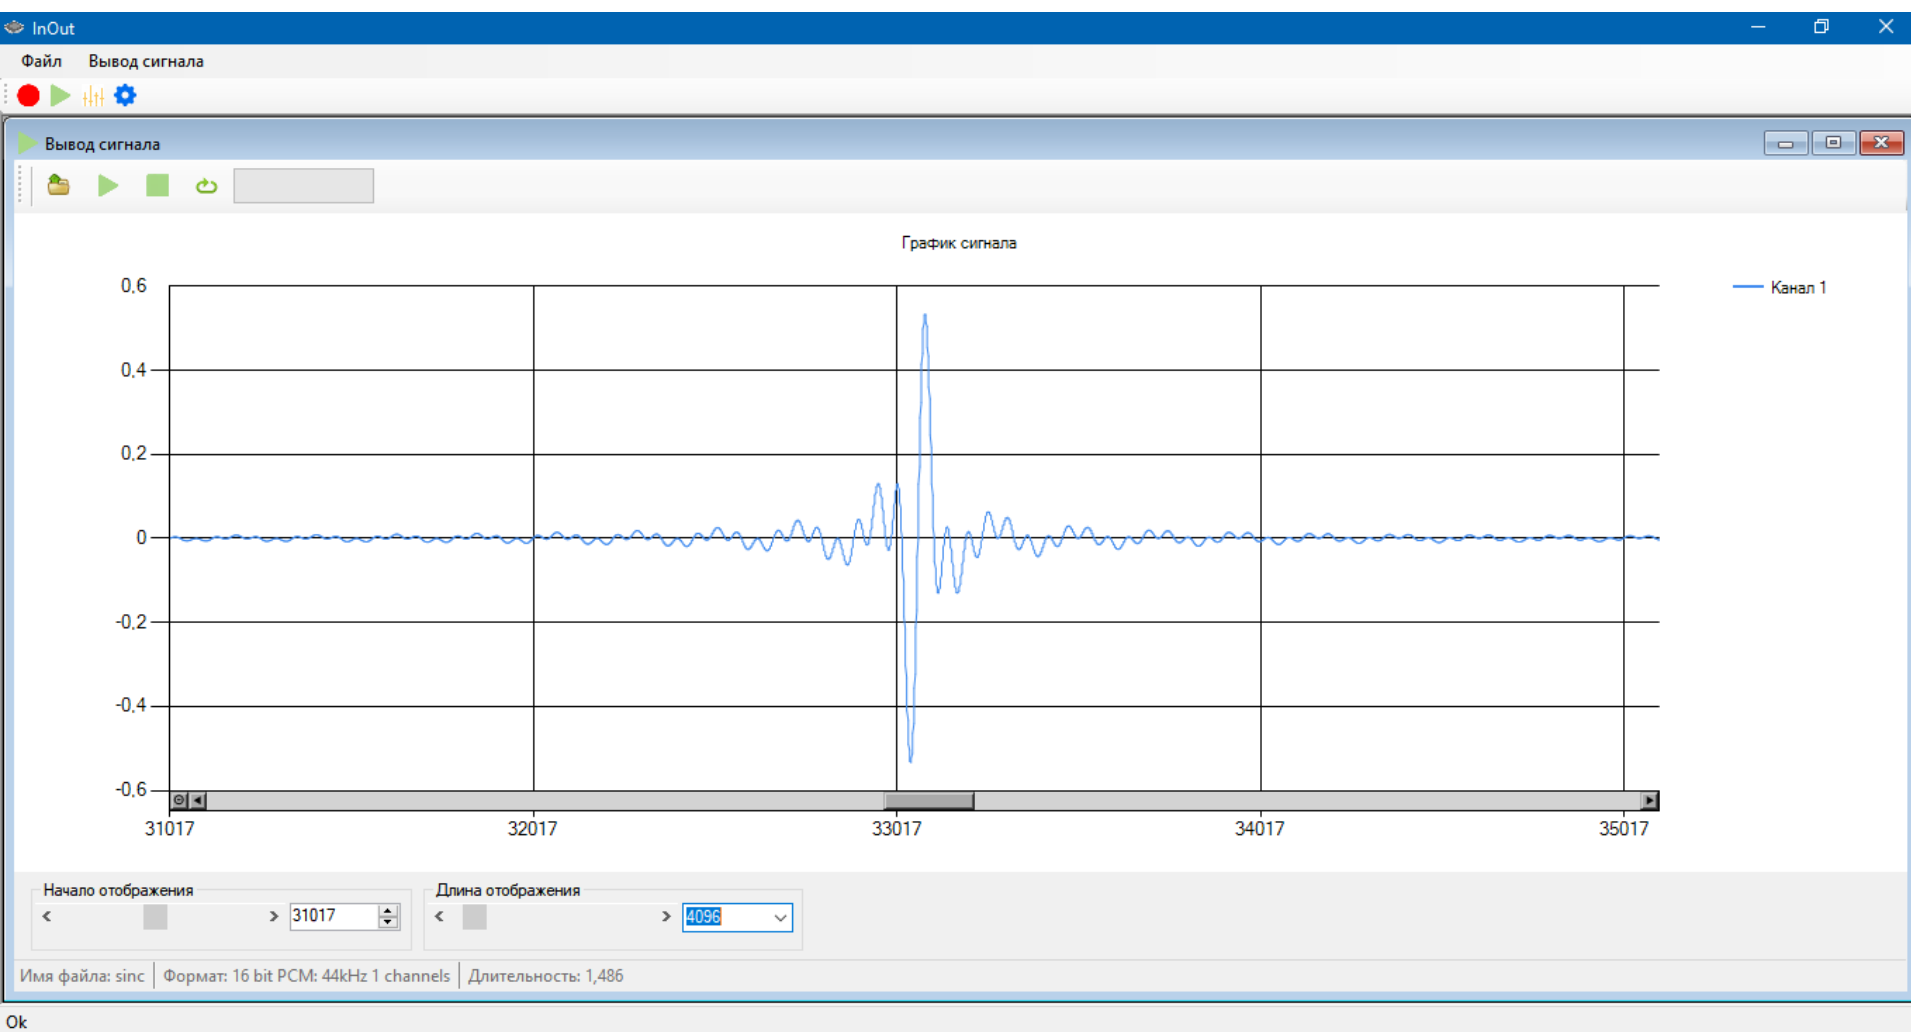 InOut
Файл Вывод сигнала
Вывод сигнала
График сигнала
Канал 1
0,6
0,4
0,2
0
-0,2
-0,4
-0,6
31017 32017 33017 34017 35017
Начало отображения Длина отображения
< > 31017 < > 4096
Имя файла: sinc Формат: 16 bit PCM: 44kHz 1 channels Длительность: 1,486
Ok